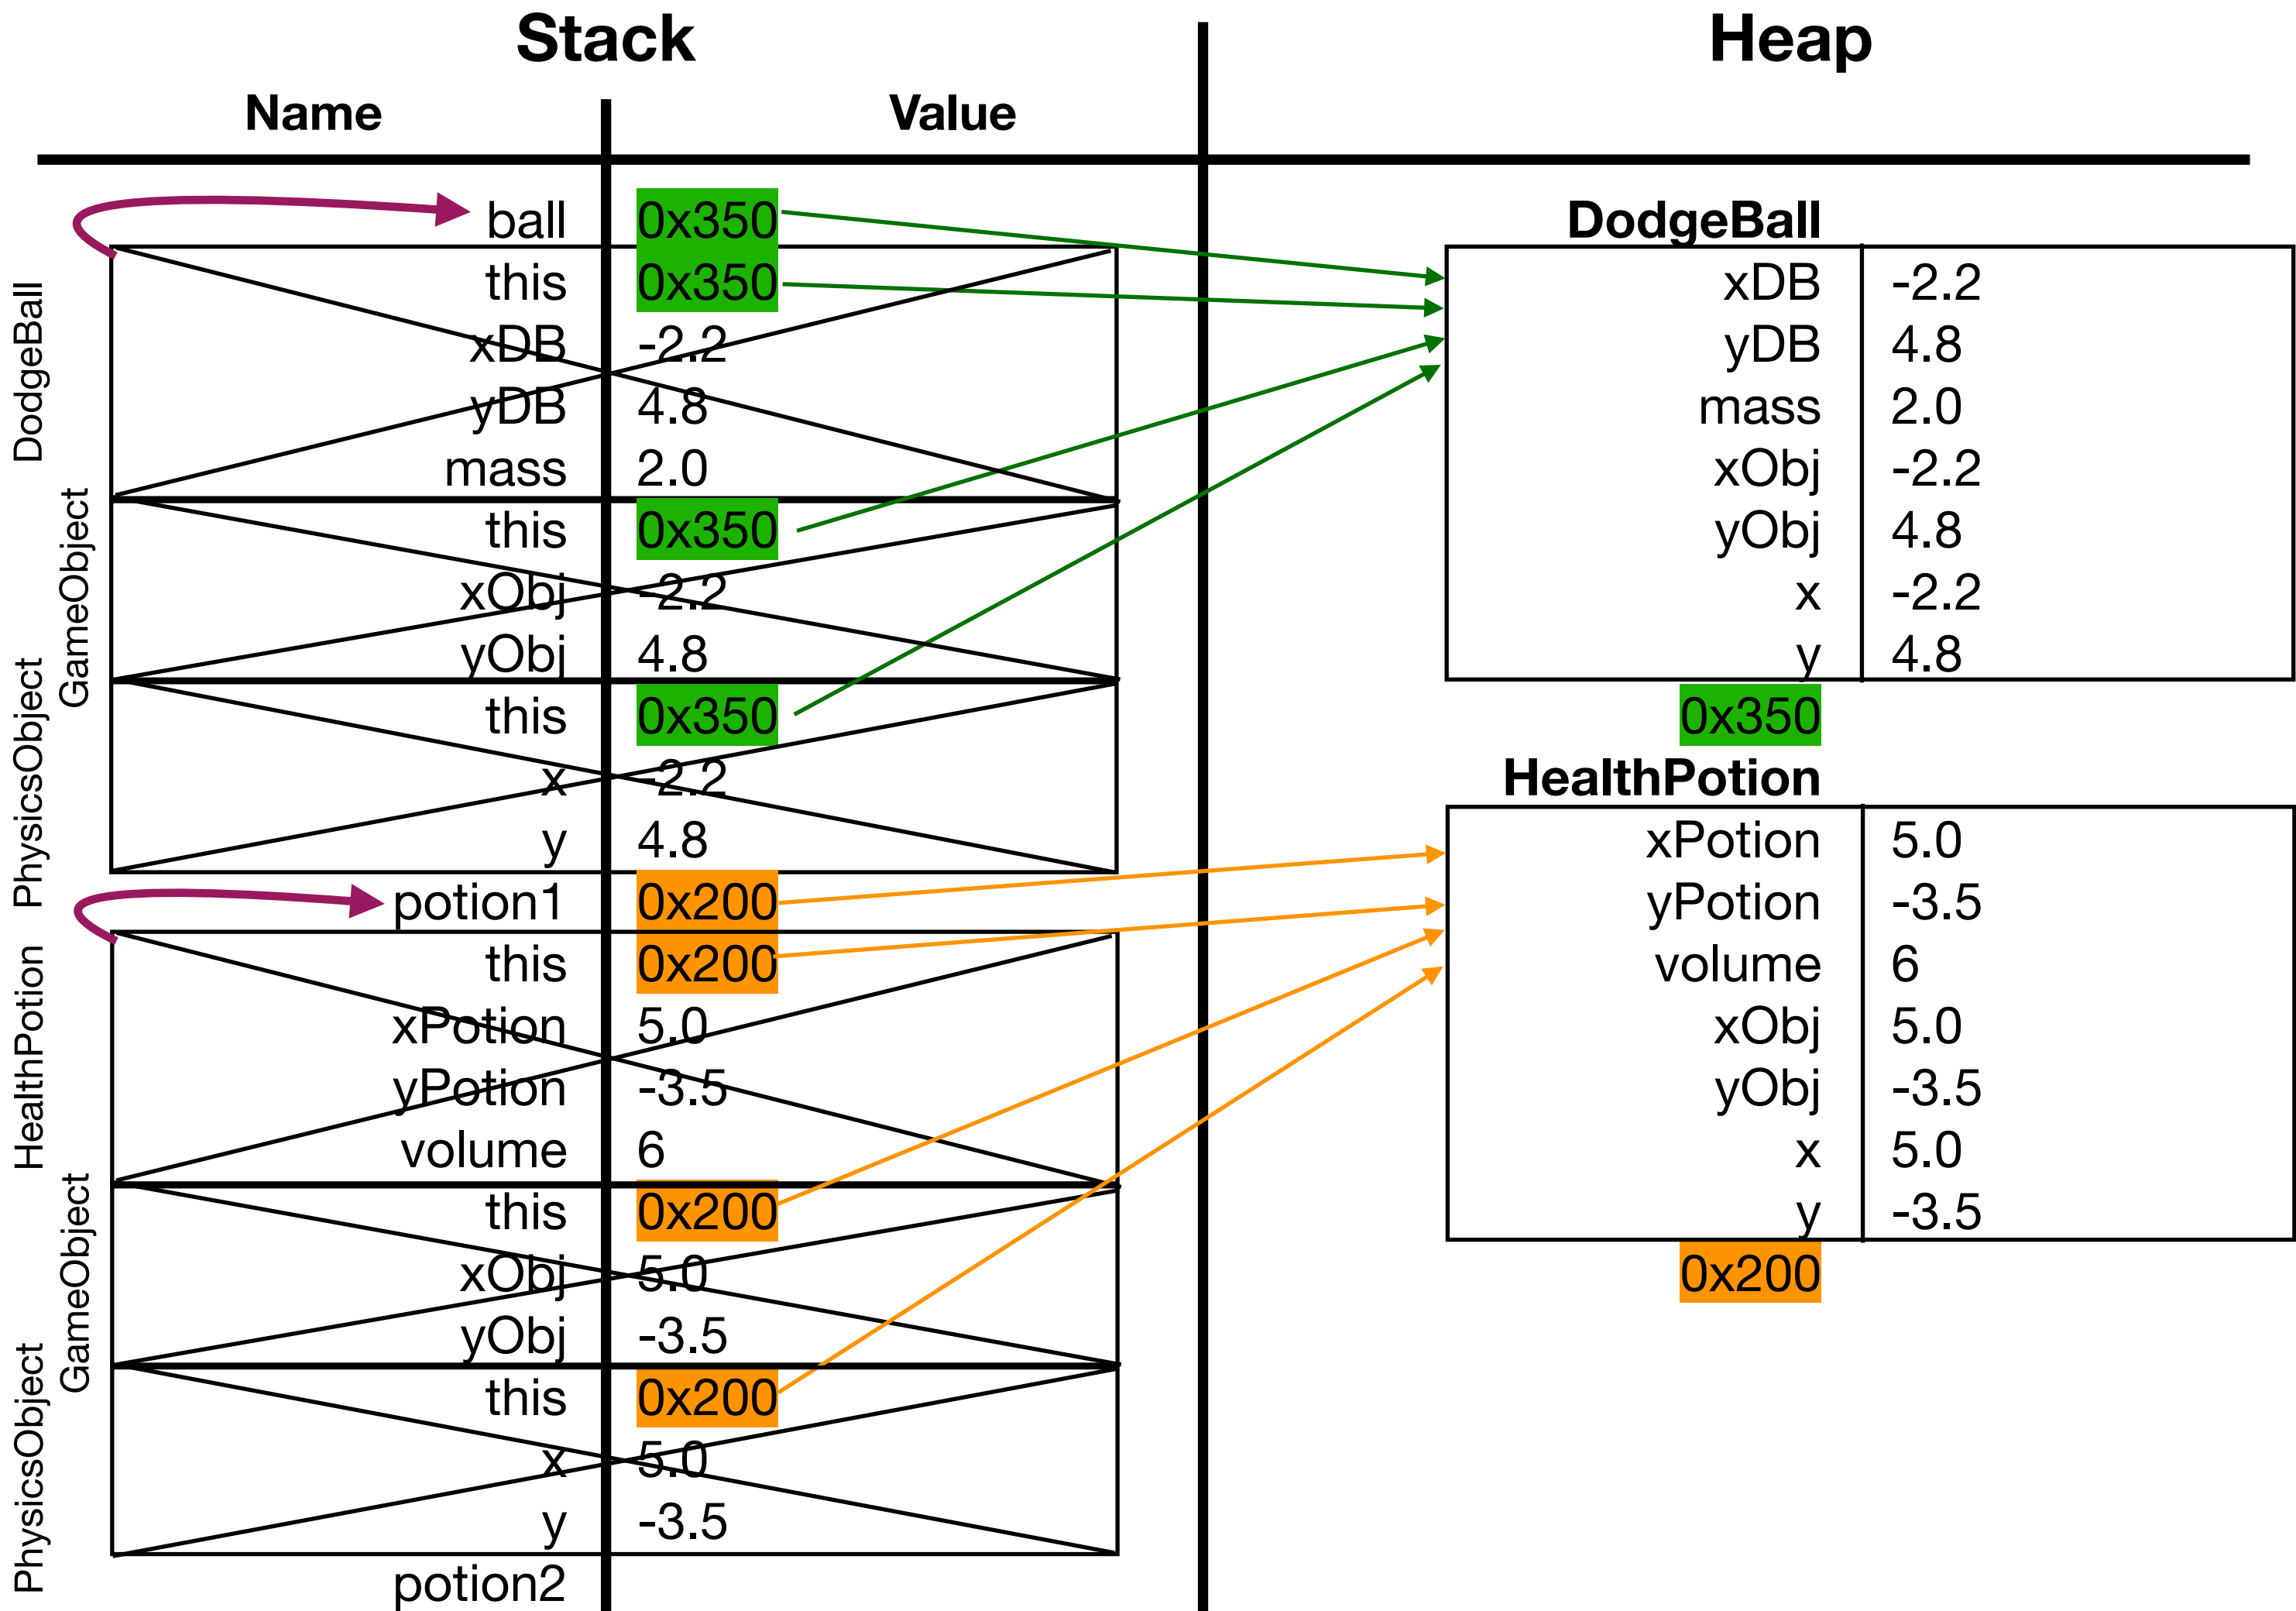 Stack
Heap
Name
Value
ball 0x350
this 0x350
xDB -2.2
yDB 4.8
mass 2.0
this 0x350
xObj -2.2
yObj 4.8
this 0x350
x -2.2
y 4.8
potion1 0x200
this 0x200
xPotion 5.0
yPotion -3.5
volume 6
this 0x200
xObj 5.0
yObj -3.5
this 0x200
x 5.0
y -3.5
potion2
DodgeBall
GameObject
PhysicsObject
HealthPotion
GameObject
PhysicsObject
DodgeBall
xDB -2.2
yDB 4.8
mass 2.0
xObj -2.2
yObj 4.8
x -2.2
y 4.8
0x350
HealthPotion
xPotion 5.0
yPotion -3.5
volume 6
xObj 5.0
yObj -3.5
x 5.0
y -3.5
0x200